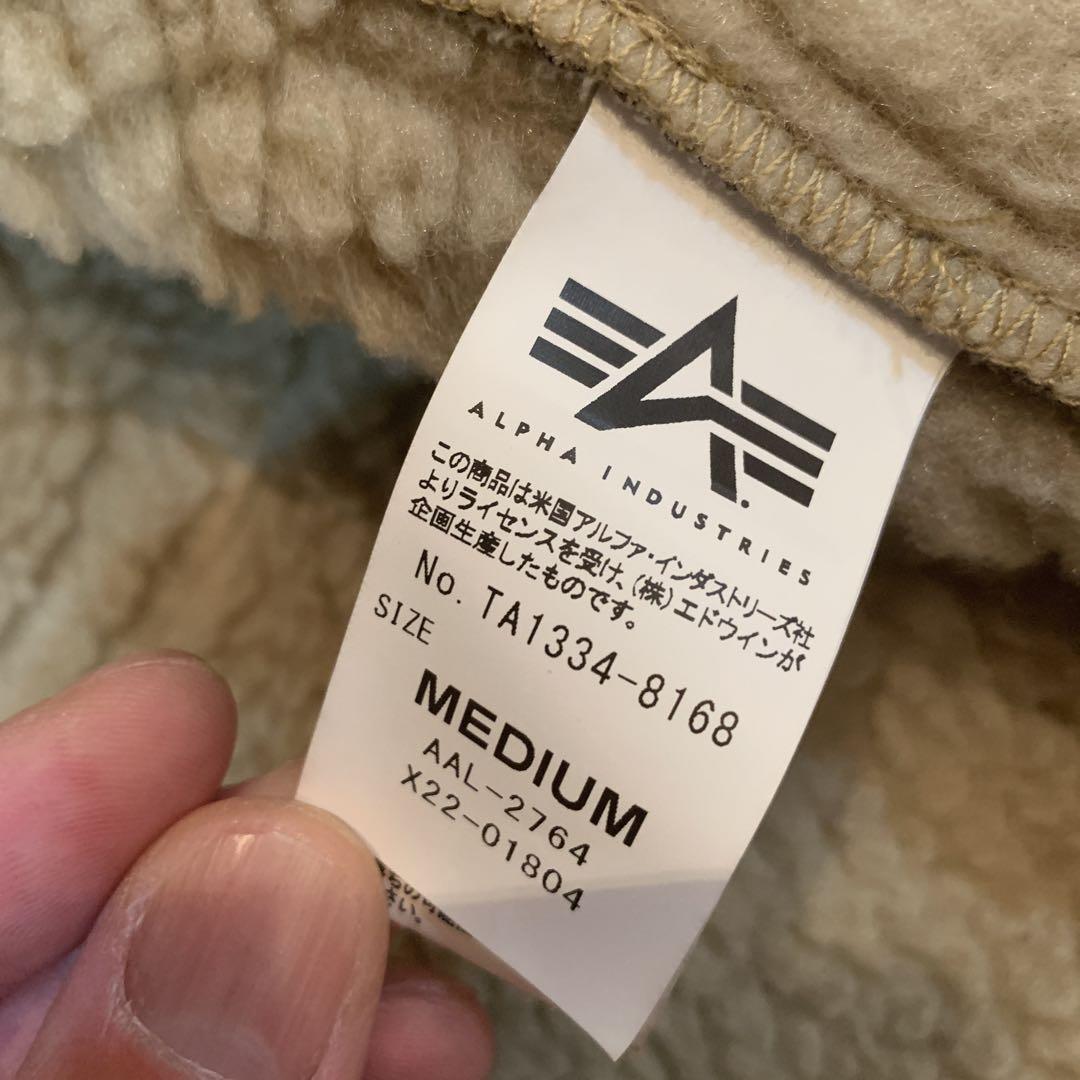 ALPHA INDUSTRIES
この商品は米国アルファ・インダストリーズ社
よりライセンスを受け、(株)エドウインが
企画生産したものです。
No. TA1334-8168
SIZE
MEDIUM
AAL-2764
X22-01804
さい。